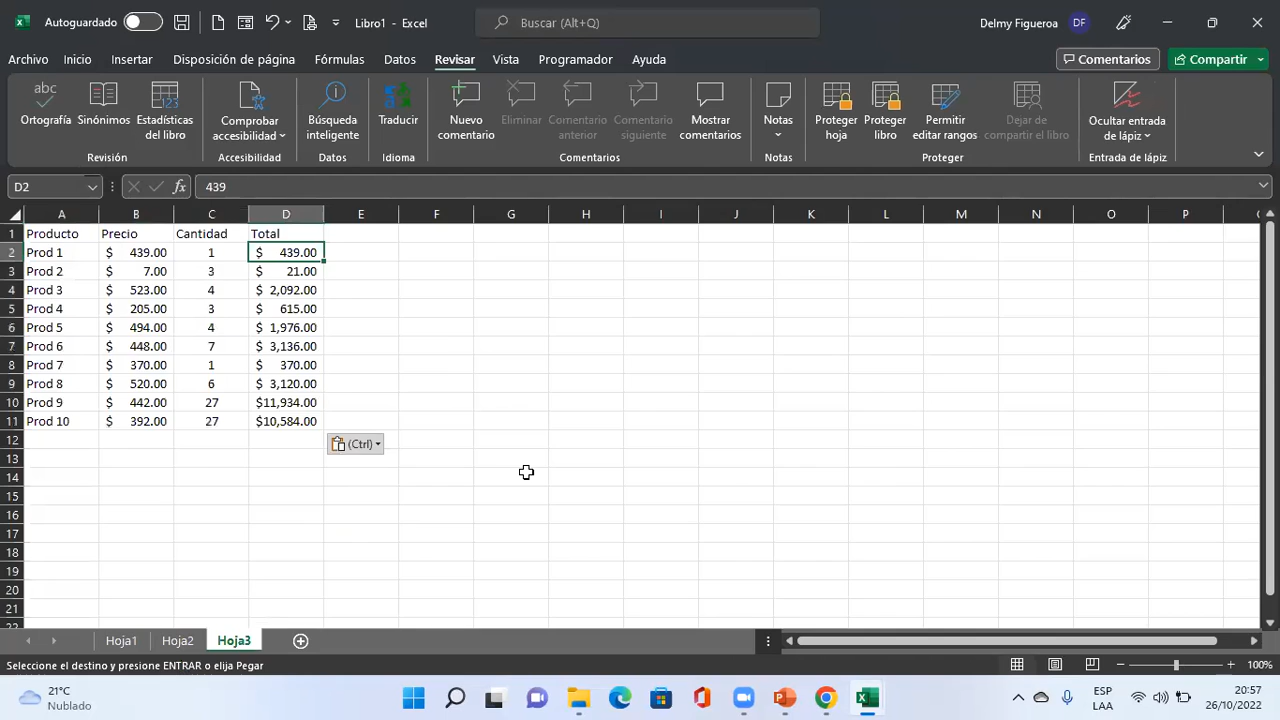 Autoguardado Libro1 - Excel Buscar (Alt+Q) Delmy Figueroa DF
Archivo Inicio Insertar Disposición de página Fórmulas Datos Revisar Vista Programador Ayuda Comentarios Compartir
abc
123
Ortografía Sinónimos Estadísticas del libro Comprobar accesibilidad Búsqueda inteligente Traducir Nuevo comentario Eliminar Comentario anterior Comentario siguiente Mostrar comentarios Notas Proteger hoja Proteger libro Permitir editar rangos Dejar de compartir el libro Ocultar entrada de lápiz
Revisión Accesibilidad Datos Idioma Comentarios Notas Proteger Entrada de lápiz
D2 fx 439
A B C D E F G H I J K L M N O P
1 Producto Precio Cantidad Total
2 Prod 1 $ 439.00 1 $ 439.00
3 Prod 2 $ 7.00 3 $ 21.00
4 Prod 3 $ 523.00 4 $ 2,092.00
5 Prod 4 $ 205.00 3 $ 615.00
6 Prod 5 $ 494.00 4 $ 1,976.00
7 Prod 6 $ 448.00 7 $ 3,136.00
8 Prod 7 $ 370.00 1 $ 370.00
9 Prod 8 $ 520.00 6 $ 3,120.00
10 Prod 9 $ 442.00 27 $11,934.00
11 Prod 10 $ 392.00 27 $10,584.00
12 (Ctrl)
13
14
15
16
17
18
19
20
21
22
Hoja1 Hoja2 Hoja3
Seleccione el destino y presione ENTRAR o elija Pegar 100%
21°C ESP 20:57
Nublado LAA 26/10/2022